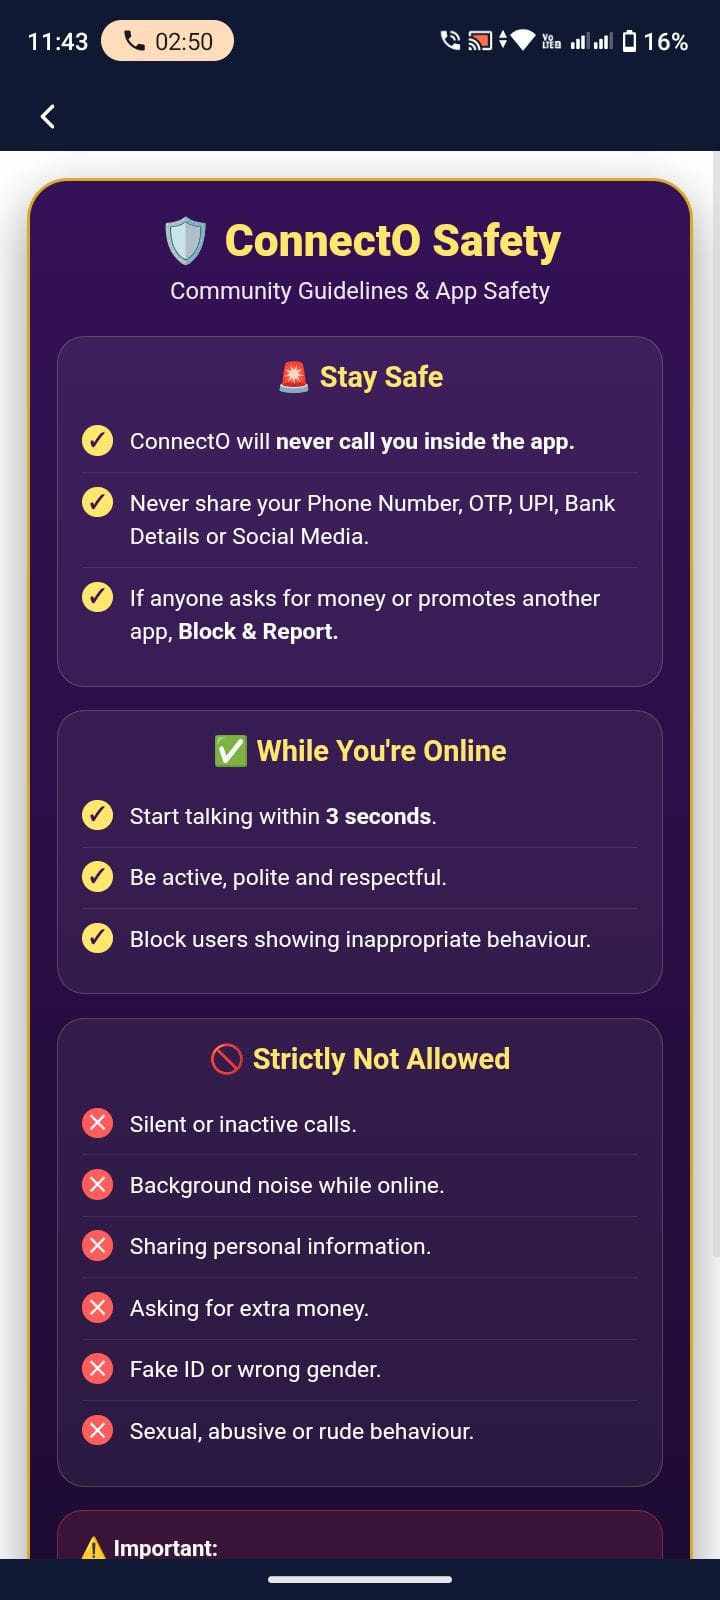 11:43 02:50 16%
ConnectO Safety
Community Guidelines & App Safety
Stay Safe
ConnectO will never call you inside the app.
Never share your Phone Number, OTP, UPI, Bank
Details or Social Media.
If anyone asks for money or promotes another
app, Block & Report.
While You're Online
Start talking within 3 seconds.
Be active, polite and respectful.
Block users showing inappropriate behaviour.
Strictly Not Allowed
Silent or inactive calls.
Background noise while online.
Sharing personal information.
Asking for extra money.
Fake ID or wrong gender.
Sexual, abusive or rude behaviour.
Important: